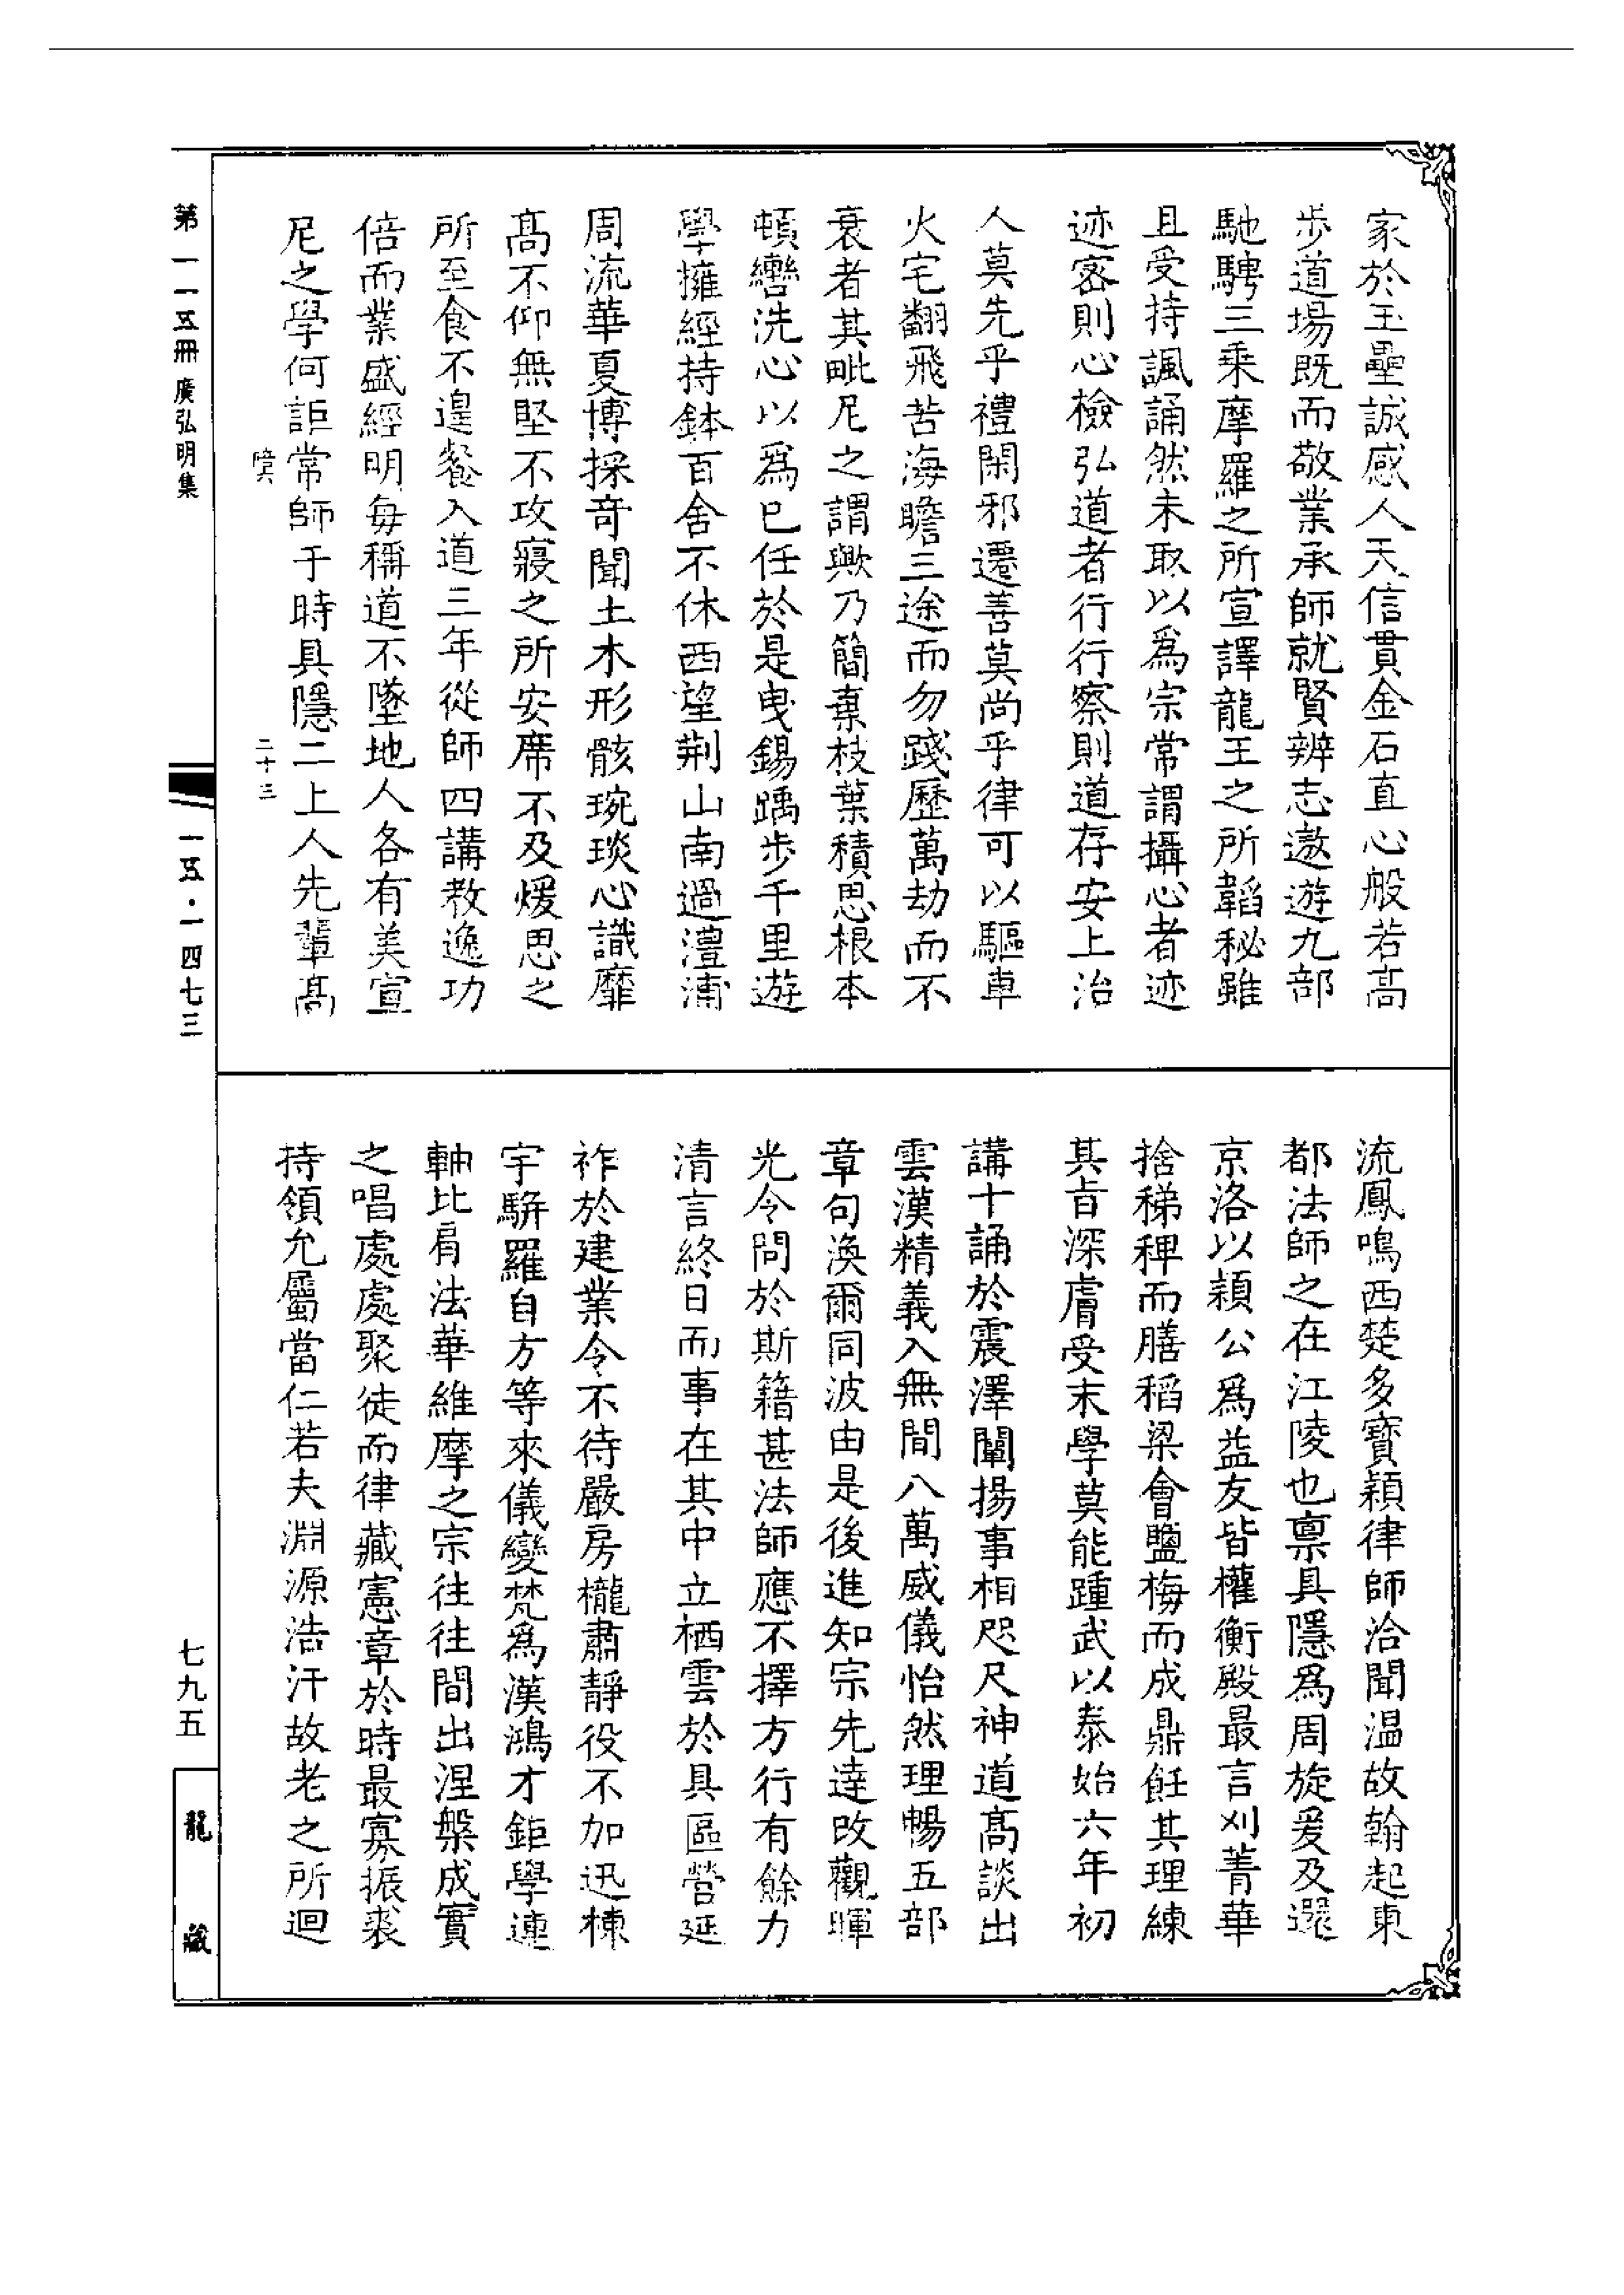 家於玉壘誠感人天信貫金石直心般若高
步道場既而敬業承師就賢辨志遨遊九部
馳騁三乘摩羅之所宣譯龍王之所韜秘雖
且受持諷誦然未取以為宗常謂攝心者迹
迹密則心檢弘道者行行察則道存安上治
人莫先乎禮閑邪遷善莫尚乎律可以驅車
火宅翻飛苦海瞻三途而勿踐歷萬劫而不
衰者其毗尼之謂歟乃簡棄枝葉積思根本
頓轡洗心以為己任於是曳錫踽步千里遊
學擁經持鉢百舍不休西望荊山南過澧浦
周流華夏博採奇聞土木形骸琬琰心識靡
高不仰無堅不攻寢之所安席不及煖思之
所至食不遑餐入道三年從師四講教逸功
倍而業盛經明每稱道不墜地人各有美宣
尼之學何詎常師于時具隱二上人先輩高
流鳳鳴西楚多寶穎律師洽聞温故翰起東
都法師之在江陵也禀具隱為周旋爰及還
京洛以穎公為益友皆權衡殿最言刈菁華
捨稊稗而膳稻粱會鹽梅而成鼎飪其理練
其旨深膚受末學莫能踵武以泰始六年初
講十誦於震澤闡揚事相咫尺神道高談出
雲漢精義入無間八萬威儀怡然理暢五部
章句渙爾同波由是後進知宗先達改觀暉
光令問於斯籍甚法師應不擇方行有餘力
清言終日而事在其中立栖雲於具區營延
祚於建業令不待嚴房櫳肅靜役不加迅棟
宇駢羅自方等來儀變梵為漢鴻才鉅學連
軸比肩法華維摩之宗往往間出涅槃成實
之唱處處聚徒而律藏憲章於時最寡振裘
持領允屬當仁若夫淵源浩汗故老之所迴
第一一五冊 廣弘明集
二十三
一五·一四七三
七九五
龍藏